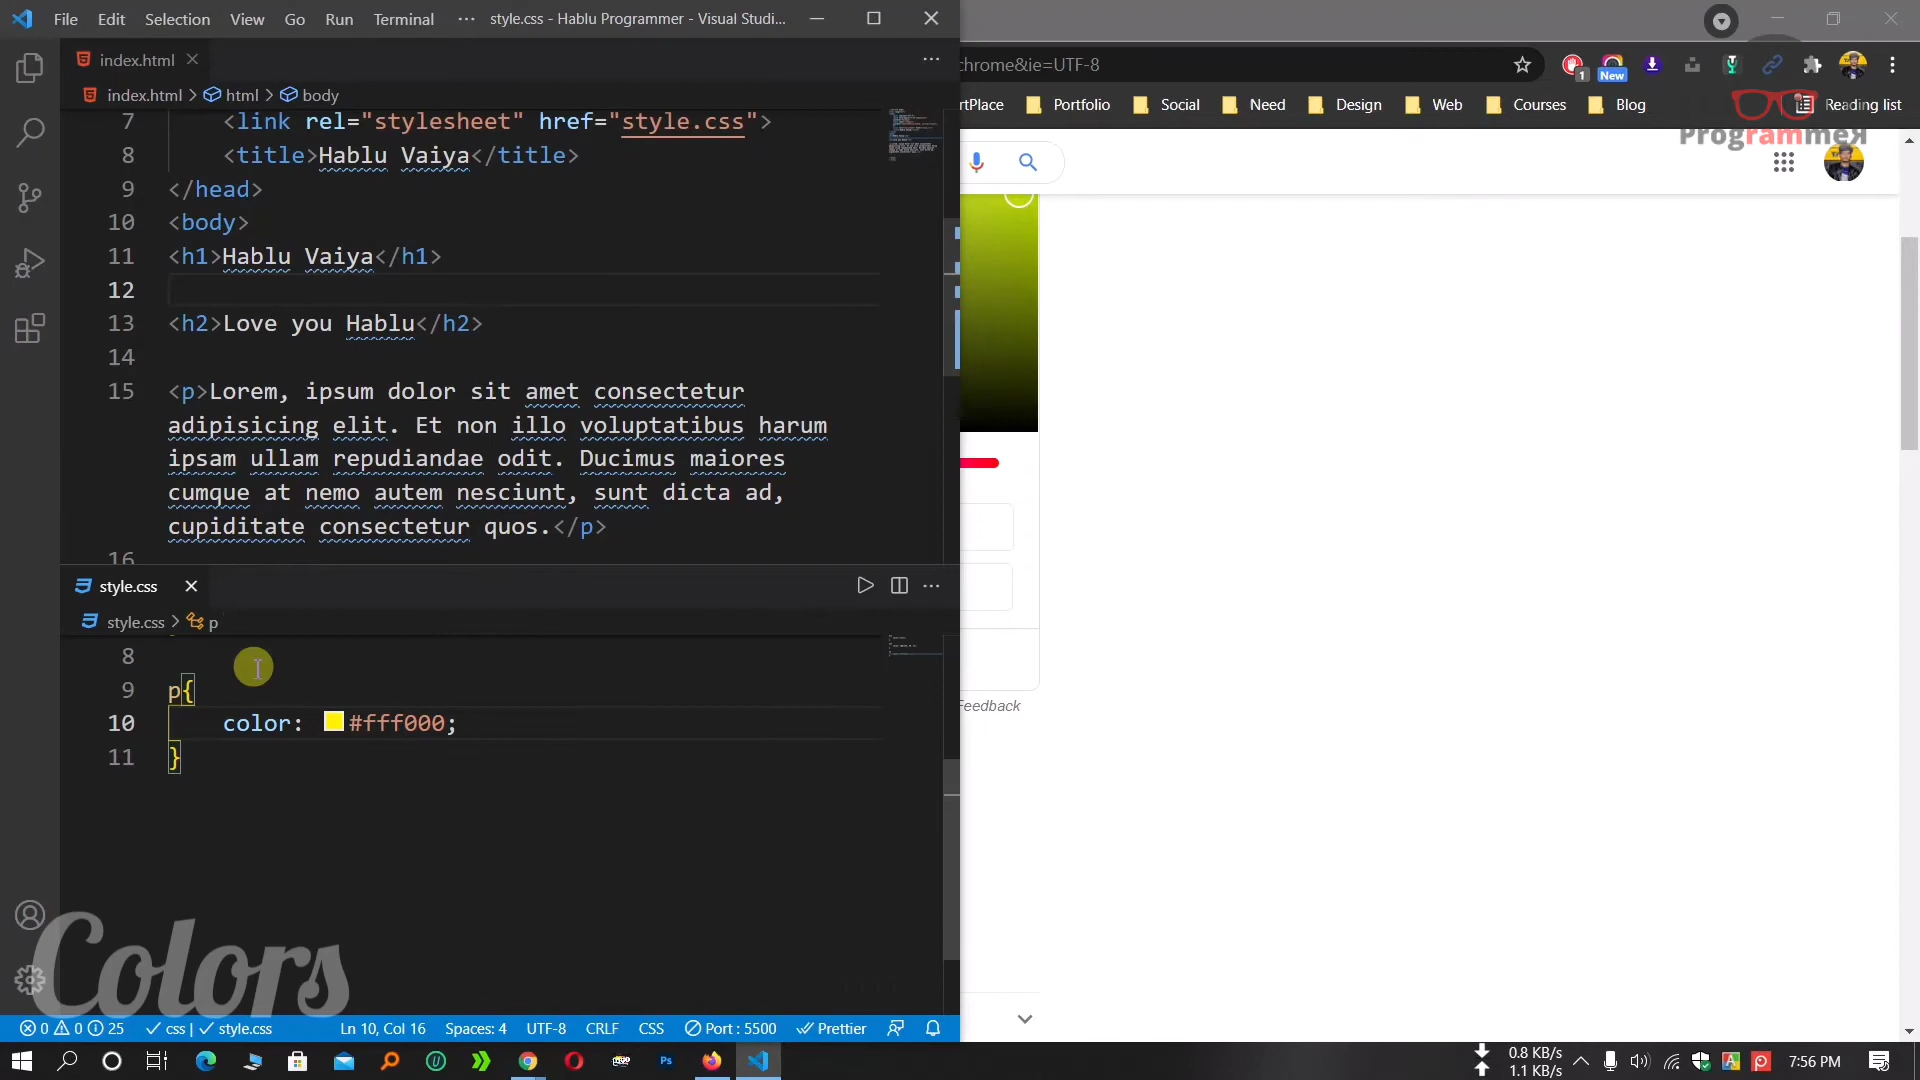 File Edit Selection View Go Run Terminal ··· style.css - Hablu Programmer - Visual Studi...
index.html
index.html > html > body
7 <link rel="stylesheet" href="style.css">
8 <title>Hablu Vaiya</title>
9 </head>
10 <body>
11 <h1>Hablu Vaiya</h1>
12
13 <h2>Love you Hablu</h2>
14
15 <p>Lorem, ipsum dolor sit amet consectetur
adipisicing elit. Et non illo voluptatibus harum
ipsam ullam repudiandae odit. Ducimus maiores
cumque at nemo autem nesciunt, sunt dicta ad,
cupiditate consectetur quos.</p>
16
style.css
style.css > p
8
9 p{
10 color: #fff000;
11 }
Colors
0 0 25 css | style.css Ln 10, Col 16 Spaces: 4 UTF-8 CRLF CSS Port : 5500 Prettier
chrome&ie=UTF-8
1 New
rtPlace Portfolio Social Need Design Web Courses Blog Reading list
Programmer
Feedback
0.8 KB/s
1.1 KB/s
7:56 PM